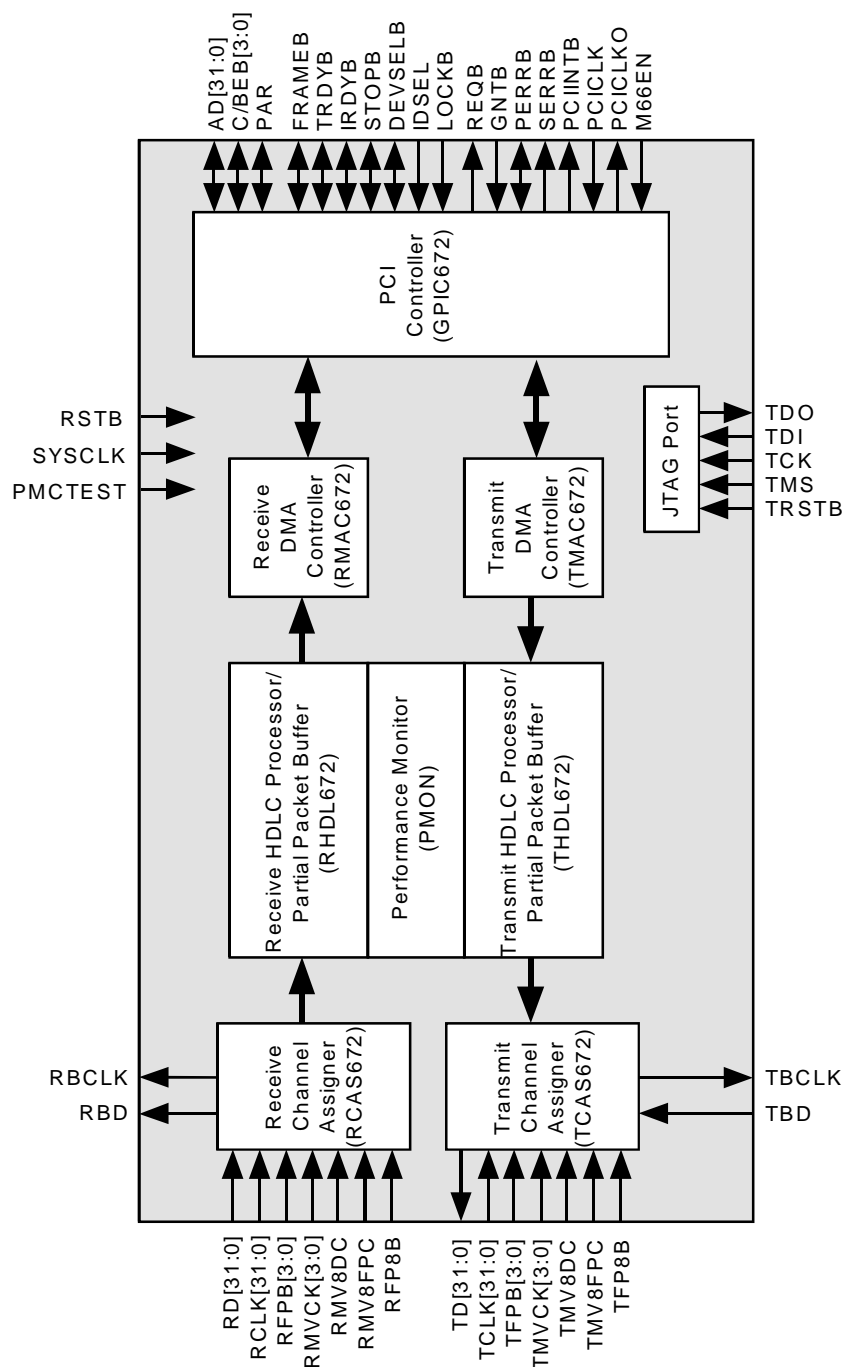 AD[31:0]
C/BEB[3:0]
PAR
FRAMEB
TRDYB
IRDYB
STOPB
DEVSELB
IDSEL
LOCKB
REQB
GNTB
PERRB
SERRB
PCIINTB
PCICLK
PCICLKO
M66EN
PCI
Controller
(GPIC672)
RSTB
SYSCLK
PMCTEST
JTAG Port
TDO
TDI
TCK
TMS
TRSTB
Receive
DMA
Controller
(RMAC672)
Transmit
DMA
Controller
(TMAC672)
Receive HDLC Processor/
Partial Packet Buffer
(RHDL672)
Performance Monitor
(PMON)
Transmit HDLC Processor/
Partial Packet Buffer
(THDL672)
Receive
Channel
Assigner
(RCAS672)
Transmit
Channel
Assigner
(TCAS672)
RBCLK
RBD
TBCLK
TBD
RD[31:0]
RCLK[31:0]
RFPB[3:0]
RMVCK[3:0]
RMV8DC
RMV8FPC
RFP8B
TD[31:0]
TCLK[31:0]
TFPB[3:0]
TMVCK[3:0]
TMV8DC
TMV8FPC
TFP8B